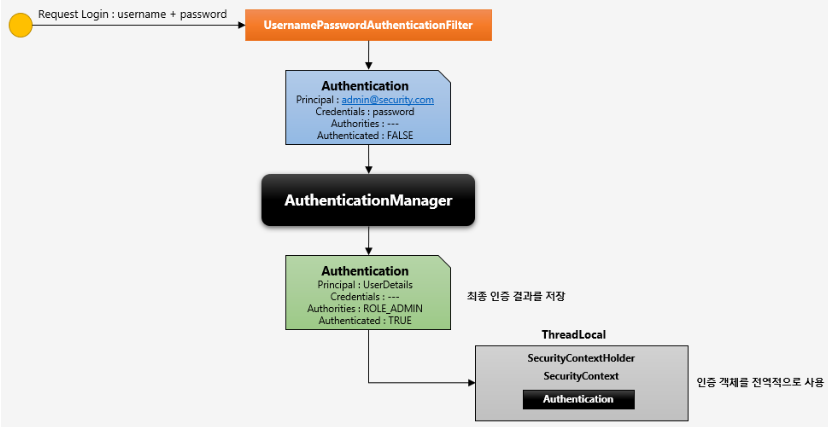 Request Login : username + password
UsernamePasswordAuthenticationFilter
Authentication
Principal : admin@security.com
Credentials : password
Authorities : ---
Authenticated : FALSE
AuthenticationManager
Authentication
Principal : UserDetails
Credentials : ---
Authorities : ROLE_ADMIN
Authenticated : TRUE
최종 인증 결과를 저장
ThreadLocal
SecurityContextHolder
SecurityContext
Authentication
인증 객체를 전역적으로 사용